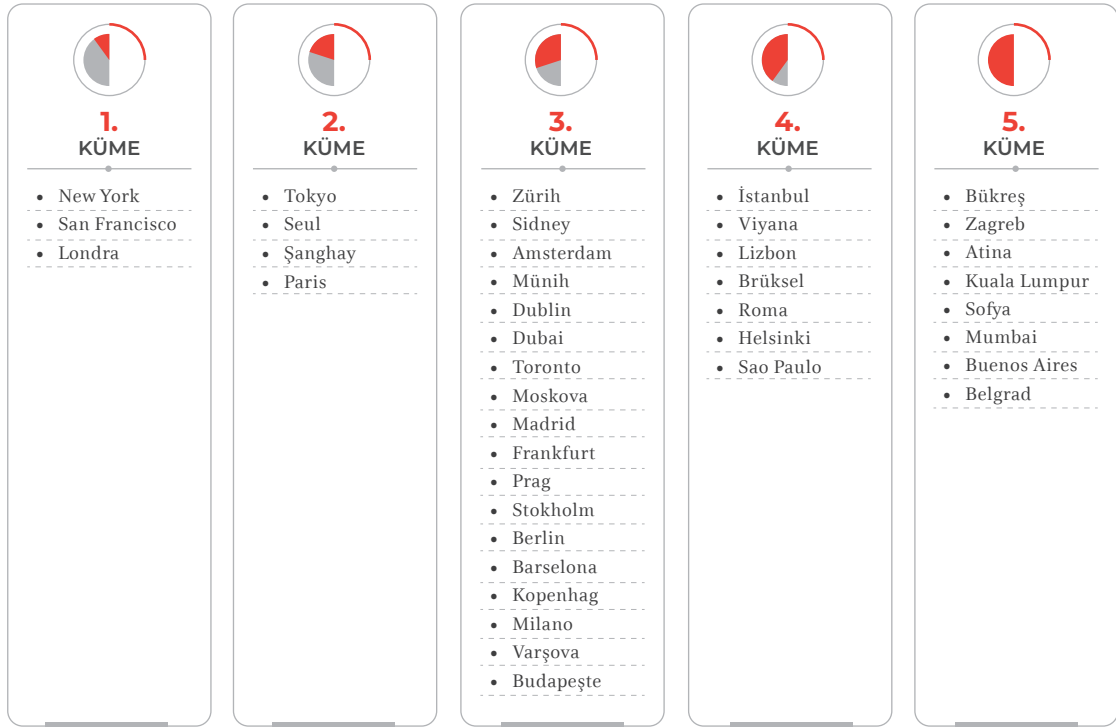 1.
KÜME
• New York
• San Francisco
• Londra
2.
KÜME
• Tokyo
• Seul
• Şanghay
• Paris
3.
KÜME
• Zürih
• Sidney
• Amsterdam
• Münih
• Dublin
• Dubai
• Toronto
• Moskova
• Madrid
• Frankfurt
• Prag
• Stokholm
• Berlin
• Barselona
• Kopenhag
• Milano
• Varşova
• Budapeşte
4.
KÜME
• İstanbul
• Viyana
• Lizbon
• Brüksel
• Roma
• Helsinki
• Sao Paulo
5.
KÜME
• Bükreş
• Zagreb
• Atina
• Kuala Lumpur
• Sofya
• Mumbai
• Buenos Aires
• Belgrad